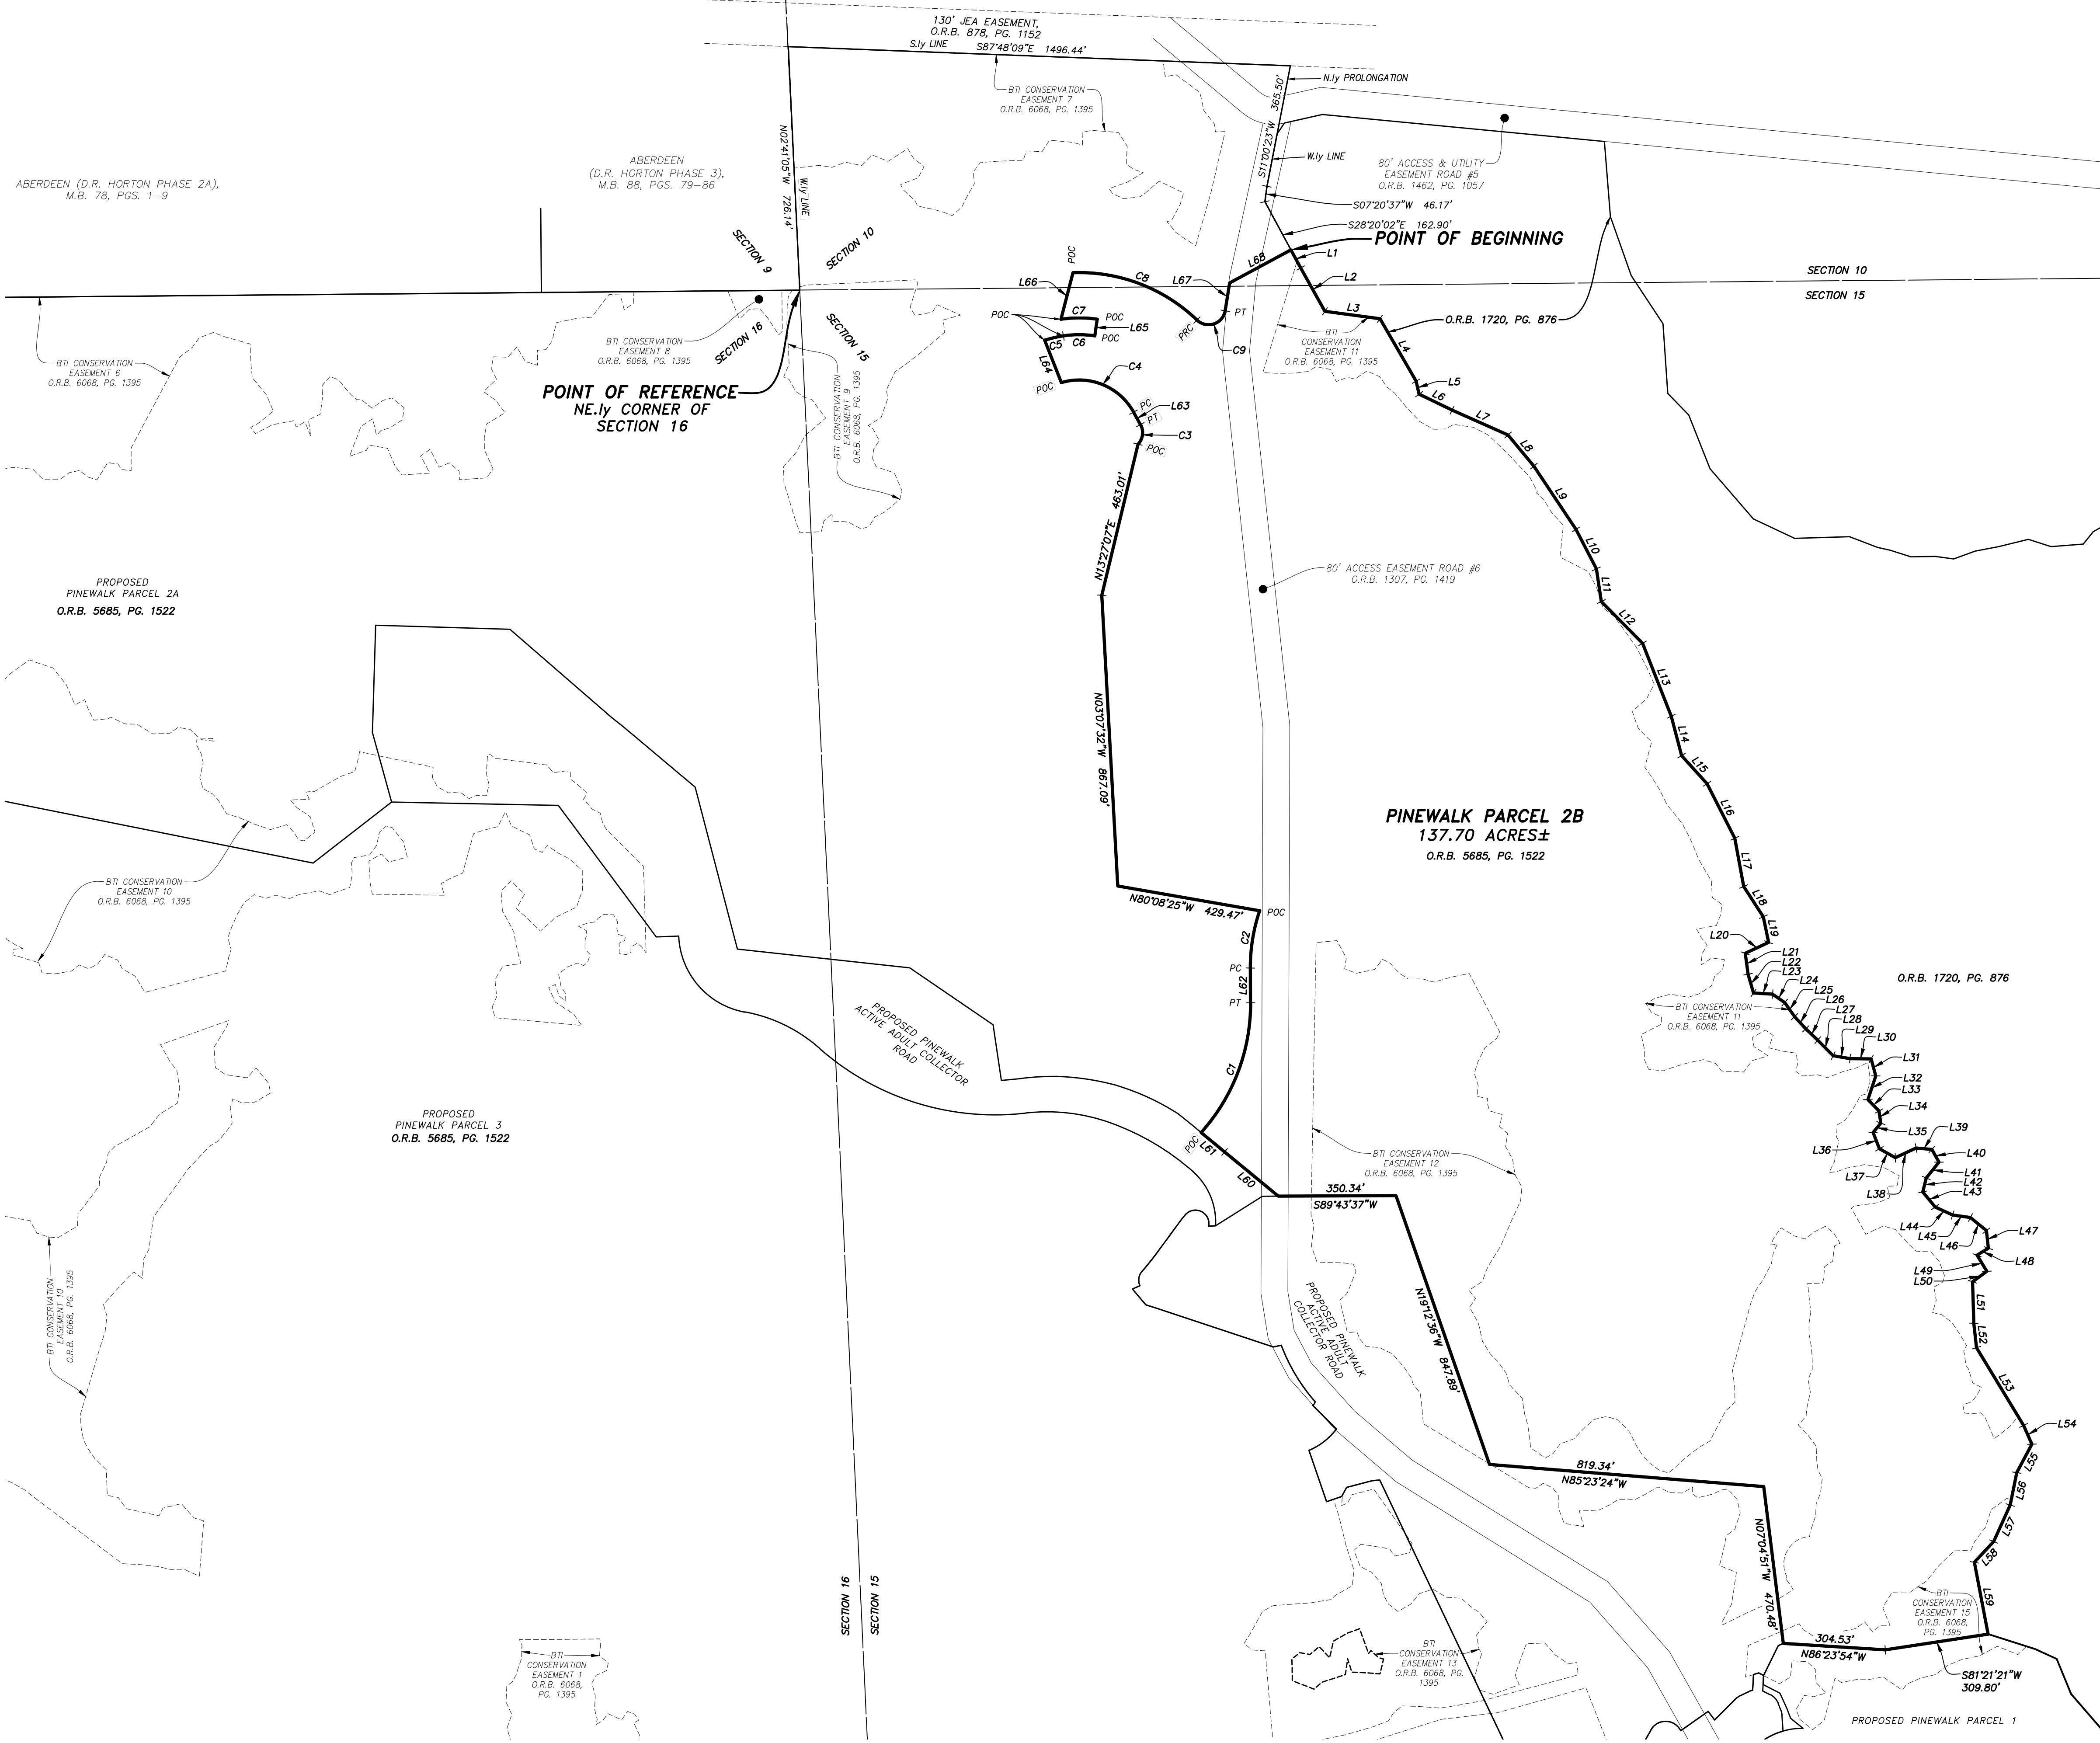 130' JEA EASEMENT,
O.R.B. 878, PG. 1152
S.ly LINE S87°48'09"E 1496.44'
N.ly PROLONGATION
S11°00'23"W 365.50'
W.ly LINE
BTI CONSERVATION
EASEMENT 7
O.R.B. 6068, PG. 1395
80' ACCESS & UTILITY
EASEMENT ROAD #5
O.R.B. 1462, PG. 1057
S07°20'37"W 46.17'
S28°20'02"E 162.90'
POINT OF BEGINNING
ABERDEEN (D.R. HORTON PHASE 2A),
M.B. 78, PGS. 1-9
ABERDEEN
(D.R. HORTON PHASE 3),
M.B. 88, PGS. 79-86
N02°41'05"W 726.14'
W.ly LINE
SECTION 9
SECTION 10
SECTION 16
SECTION 15
SECTION 10
SECTION 15
BTI CONSERVATION
EASEMENT 6
O.R.B. 6068, PG. 1395
BTI CONSERVATION
EASEMENT 8
O.R.B. 6068, PG. 1395
BTI CONSERVATION
EASEMENT 9
O.R.B. 6068, PG. 1395
POINT OF REFERENCE
NE.ly CORNER OF
SECTION 16
POC
C8
L66
L67
L68
L1
L2
C7
POC
L65
POC
POC
PRC
PT
C9
C5
C6
L64
POC
C4
PC
L63
PT
C3
POC
L3
BTI
CONSERVATION
EASEMENT 11
O.R.B. 6068, PG. 1395
O.R.B. 1720, PG. 876
L4
L5
L6
L7
L8
L9
L10
L11
L12
L13
L14
L15
L16
L17
L18
L19
N13°27'07"E 463.01'
80' ACCESS EASEMENT ROAD #6
O.R.B. 1307, PG. 1419
PROPOSED
PINEWALK PARCEL 2A
O.R.B. 5685, PG. 1522
N03°07'32"W 867.09'
PINEWALK PARCEL 2B
137.70 ACRES±
O.R.B. 5685, PG. 1522
N80°08'25"W 429.47'
POC
C2
PC
L62
PT
C1
POC
L61
L60
BTI CONSERVATION
EASEMENT 10
O.R.B. 6068, PG. 1395
PROPOSED PINEWALK
ACTIVE ADULT COLLECTOR
ROAD
L20
L21
L22
L23
L24
L25
L26
L27
L28
L29
L30
L31
L32
L33
L34
L35
L36
L37
L38
L39
L40
L41
L42
L43
L44
L45
L46
L47
L48
L49
L50
L51
L52
L53
L54
L55
L56
L57
L58
L59
O.R.B. 1720, PG. 876
BTI CONSERVATION
EASEMENT 11
O.R.B. 6068, PG. 1395
PROPOSED
PINEWALK PARCEL 3
O.R.B. 5685, PG. 1522
BTI CONSERVATION
EASEMENT 12
O.R.B. 6068, PG. 1395
350.34'
S89°43'37"W
BTI CONSERVATION
EASEMENT 10
O.R.B. 6068, PG. 1395
PROPOSED PINEWALK
ACTIVE ADULT
COLLECTOR ROAD
N19°12'36"W 847.89'
819.34'
N85°23'24"W
N07°04'51"W 470.48'
SECTION 16
SECTION 15
BTI
CONSERVATION
EASEMENT 15
O.R.B. 6068,
PG. 1395
304.53'
N86°23'54"W
S81°21'21"W
309.80'
BTI
CONSERVATION
EASEMENT 1
O.R.B. 6068,
PG. 1395
BTI
CONSERVATION
EASEMENT 13
O.R.B. 6068, PG.
1395
PROPOSED PINEWALK PARCEL 1